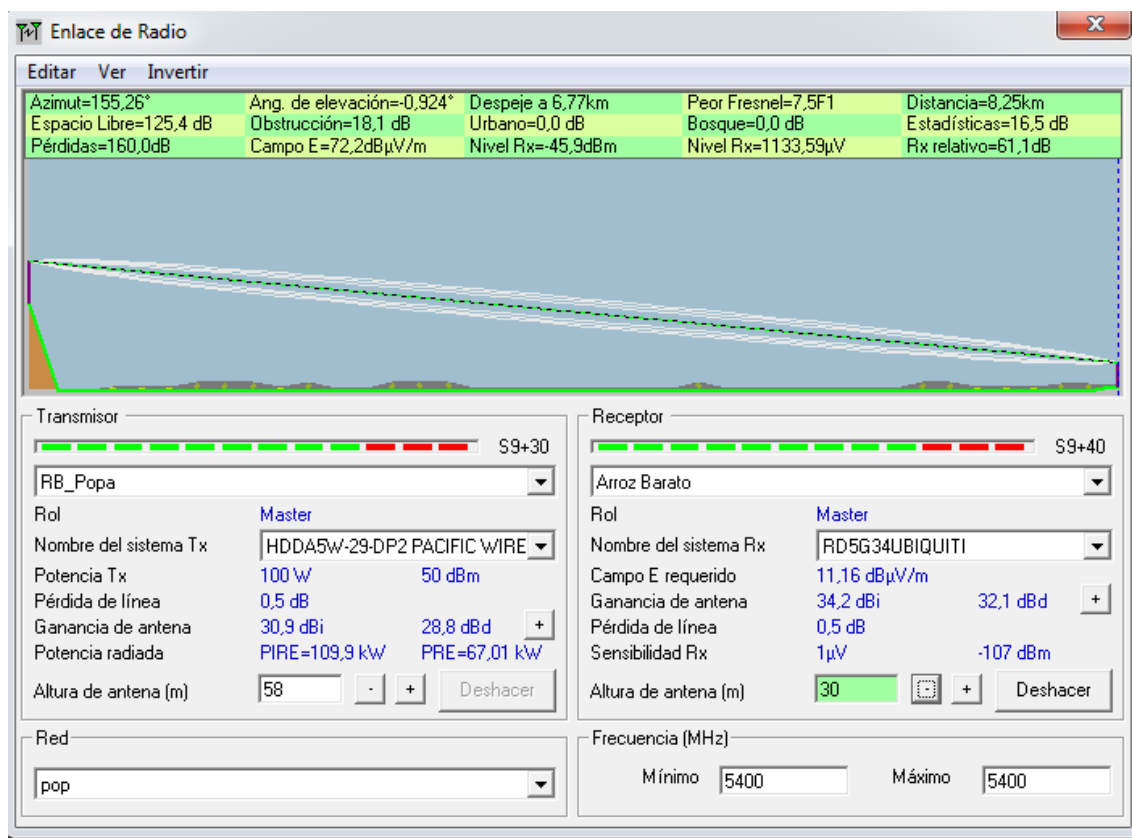 Enlace de Radio
Editar Ver Invertir
Azimut=155,26° Ang. de elevación=-0,924° Despeje a 6,77km Peor Fresnel=7,5F1 Distancia=8,25km
Espacio Libre=125,4 dB Obstrucción=18,1 dB Urbano=0,0 dB Bosque=0,0 dB Estadísticas=16,5 dB
Pérdidas=160,0dB Campo E=72,2dBµV/m Nivel Rx=-45,9dBm Nivel Rx=1133,59µV Rx relativo=61,1dB
Transmisor
S9+30
RB_Popa
Rol Master
Nombre del sistema Tx HDDA5W-29-DP2 PACIFIC WIRE
Potencia Tx 100 W 50 dBm
Pérdida de línea 0,5 dB
Ganancia de antena 30,9 dBi 28,8 dBd +
Potencia radiada PIRE=109,9 kW PRE=67,01 kW
Altura de antena (m) 58 - + Deshacer
Receptor
S9+40
Arroz Barato
Rol Master
Nombre del sistema Rx RD5G34UBIQUITI
Campo E requerido 11,16 dBµV/m
Ganancia de antena 34,2 dBi 32,1 dBd +
Pérdida de línea 0,5 dB
Sensibilidad Rx 1µV -107 dBm
Altura de antena (m) 30 - + Deshacer
Red
pop
Frecuencia (MHz)
Mínimo 5400 Máximo 5400